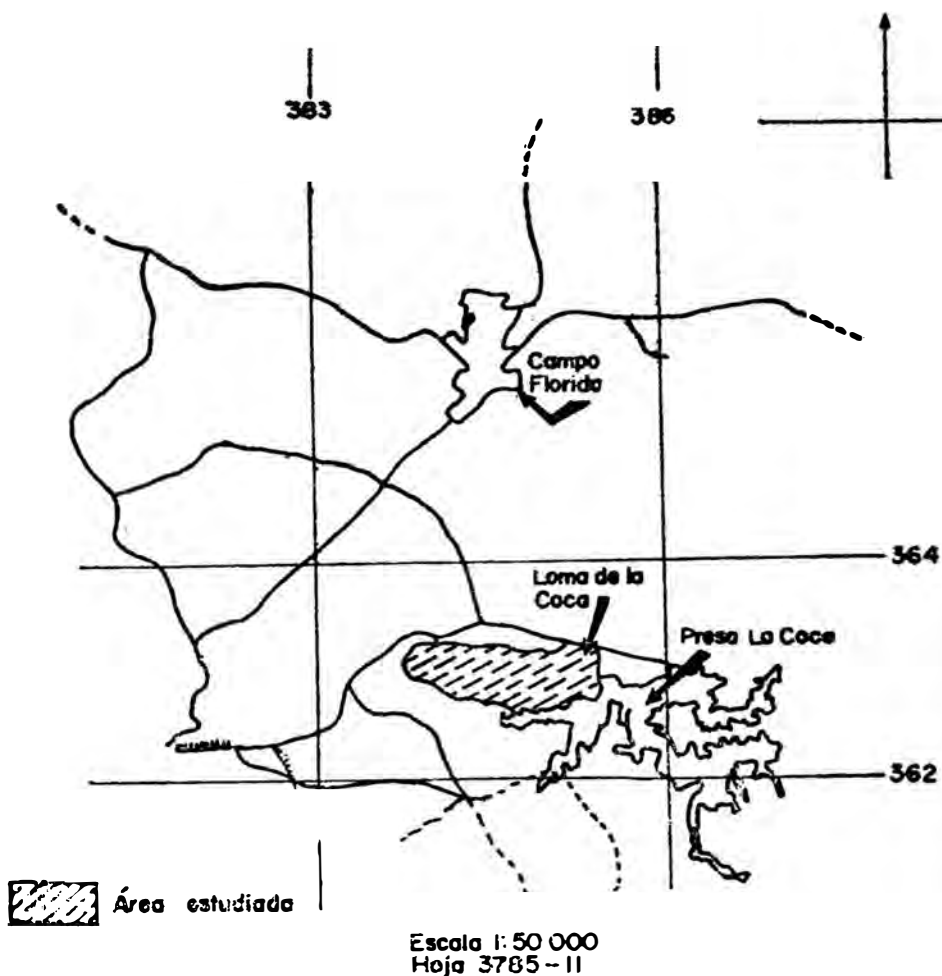 383
386
Campo
Florido
364
Loma de la
Coca
Presa La Coca
362
Área estudiada
Escala 1:50 000
Hoja 3785-II